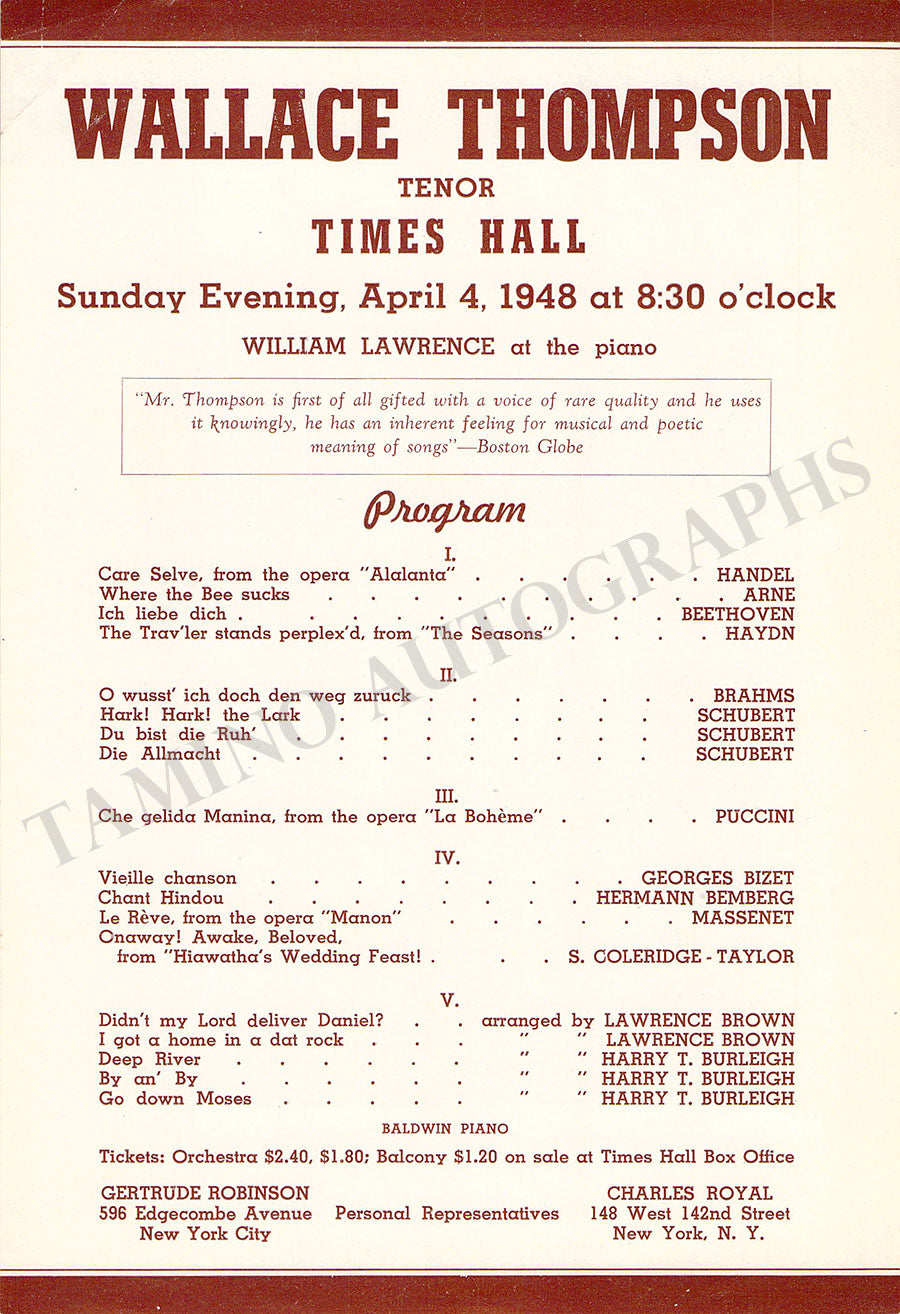 WALLACE THOMPSON
TENOR
TIMES HALL
Sunday Evening, April 4, 1948 at 8:30 o'clock
WILLIAM LAWRENCE at the piano
"Mr. Thompson is first of all gifted with a voice of rare quality and he uses
it knowingly, he has an inherent feeling for musical and poetic
meaning of songs"—Boston Globe
Program
I.
Care Selve, from the opera "Alalanta" . . . . . . HANDEL
Where the Bee sucks . . . . . . . . . . ARNE
Ich liebe dich . . . . . . . . . . BEETHOVEN
The Trav'ler stands perplex'd, from "The Seasons" . . . . HAYDN
II.
O wusst' ich doch den weg zuruck . . . . . . . BRAHMS
Hark! Hark! the Lark . . . . . . . . SCHUBERT
Du bist die Ruh' . . . . . . . . . SCHUBERT
Die Allmacht . . . . . . . . . . SCHUBERT
III.
Che gelida Manina, from the opera "La Bohème" . . . . PUCCINI
IV.
Vieille chanson . . . . . . . . . GEORGES BIZET
Chant Hindou . . . . . . . . HERMANN BEMBERG
Le Rêve, from the opera "Manon" . . . . . . MASSENET
Onaway! Awake, Beloved,
from "Hiawatha's Wedding Feast! . . . S. COLERIDGE - TAYLOR
V.
Didn't my Lord deliver Daniel? . . arranged by LAWRENCE BROWN
I got a home in a dat rock . . . " " LAWRENCE BROWN
Deep River . . . . . . " " HARRY T. BURLEIGH
By an' By . . . . . . " " HARRY T. BURLEIGH
Go down Moses . . . . . " " HARRY T. BURLEIGH
BALDWIN PIANO
Tickets: Orchestra $2.40, $1.80; Balcony $1.20 on sale at Times Hall Box Office
GERTRUDE ROBINSON
596 Edgecombe Avenue
New York City
Personal Representatives
CHARLES ROYAL
148 West 142nd Street
New York, N. Y.
TAMINO AUTOGRAPHS